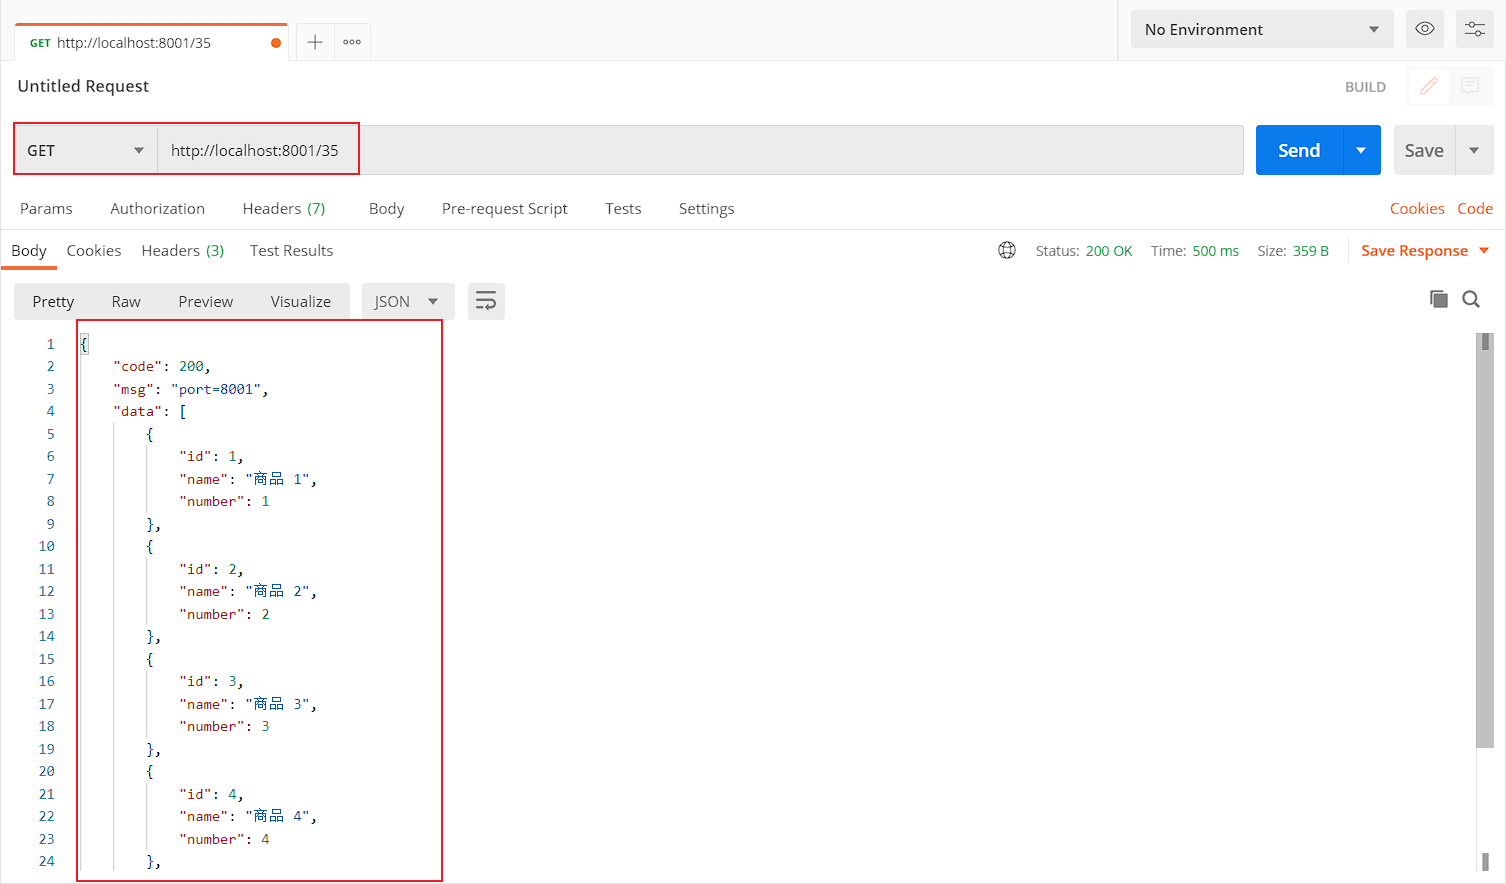 GET http://localhost:8001/35
No Environment
Untitled Request
BUILD
GET http://localhost:8001/35
Send
Save
Params Authorization Headers (7) Body Pre-request Script Tests Settings Cookies Code
Body Cookies Headers (3) Test Results Status: 200 OK Time: 500 ms Size: 359 B Save Response
Pretty Raw Preview Visualize JSON
1 {
2 "code": 200,
3 "msg": "port=8001",
4 "data": [
5 {
6 "id": 1,
7 "name": "商品 1",
8 "number": 1
9 },
10 {
11 "id": 2,
12 "name": "商品 2",
13 "number": 2
14 },
15 {
16 "id": 3,
17 "name": "商品 3",
18 "number": 3
19 },
20 {
21 "id": 4,
22 "name": "商品 4",
23 "number": 4
24 },